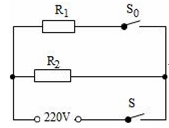 R₁ S₀
R₂
220V S